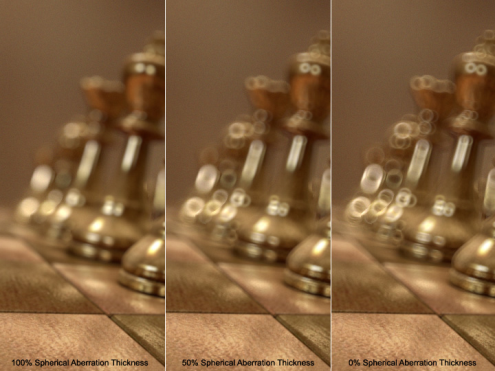 100% Spherical Aberration Thickness
50% Spherical Aberration Thickness
0% Spherical Aberration Thickness